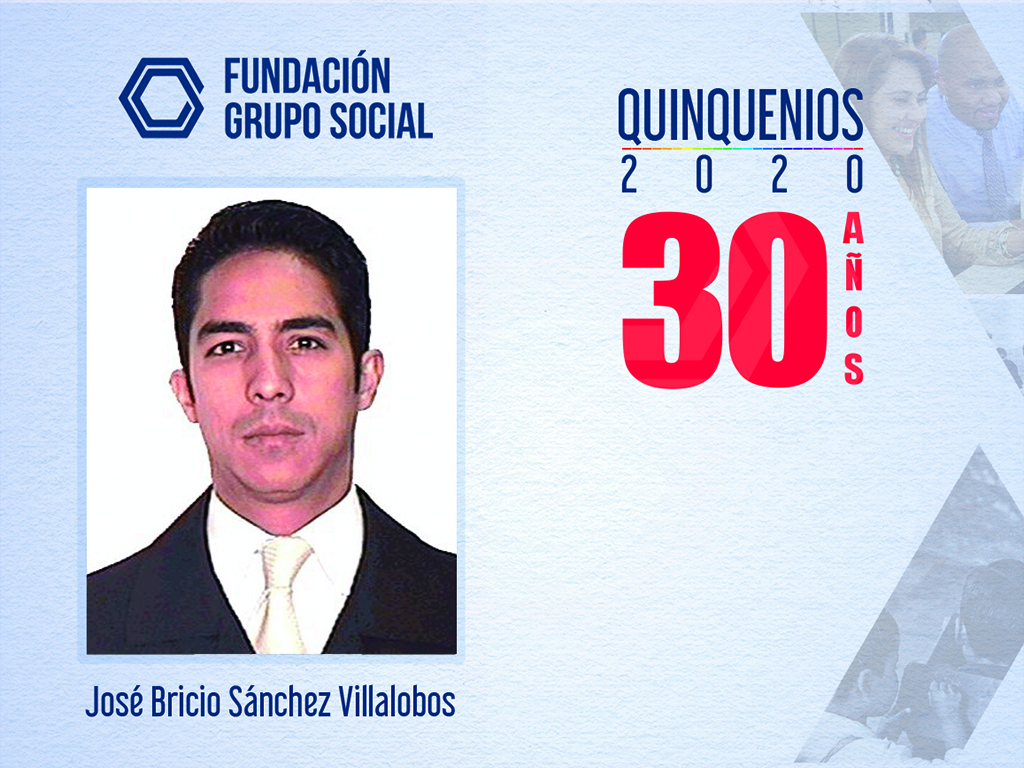 FUNDACIÓN
GRUPO SOCIAL
QUINQUENIOS
2020
30
AÑOS
José Bricio Sánchez Villalobos